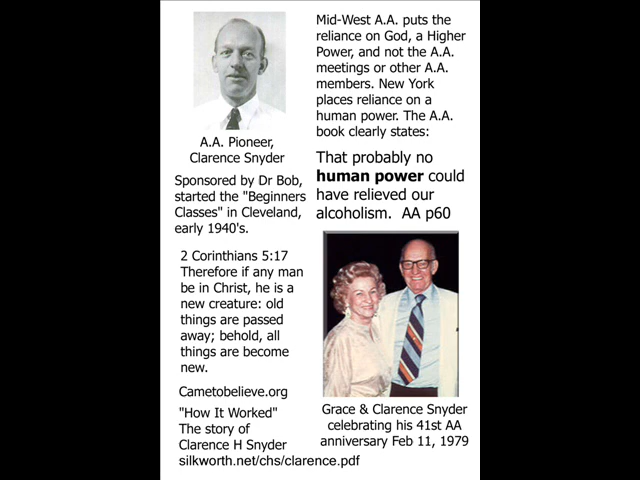 A.A. Pioneer,
Clarence Snyder
Sponsored by Dr Bob,
started the "Beginners
Classes" in Cleveland,
early 1940's.
2 Corinthians 5:17
Therefore if any man
be in Christ, he is a
new creature: old
things are passed
away; behold, all
things are become
new.
Cametobelieve.org
"How It Worked"
The story of
Clarence H Snyder
silkworth.net/chs/clarence.pdf
Mid-West A.A. puts the
reliance on God, a Higher
Power, and not the A.A.
meetings or other A.A.
members. New York
places reliance on a
human power. The A.A.
book clearly states:
That probably no
human power could
have relieved our
alcoholism. AA p60
Grace & Clarence Snyder
celebrating his 41st AA
anniversary Feb 11, 1979